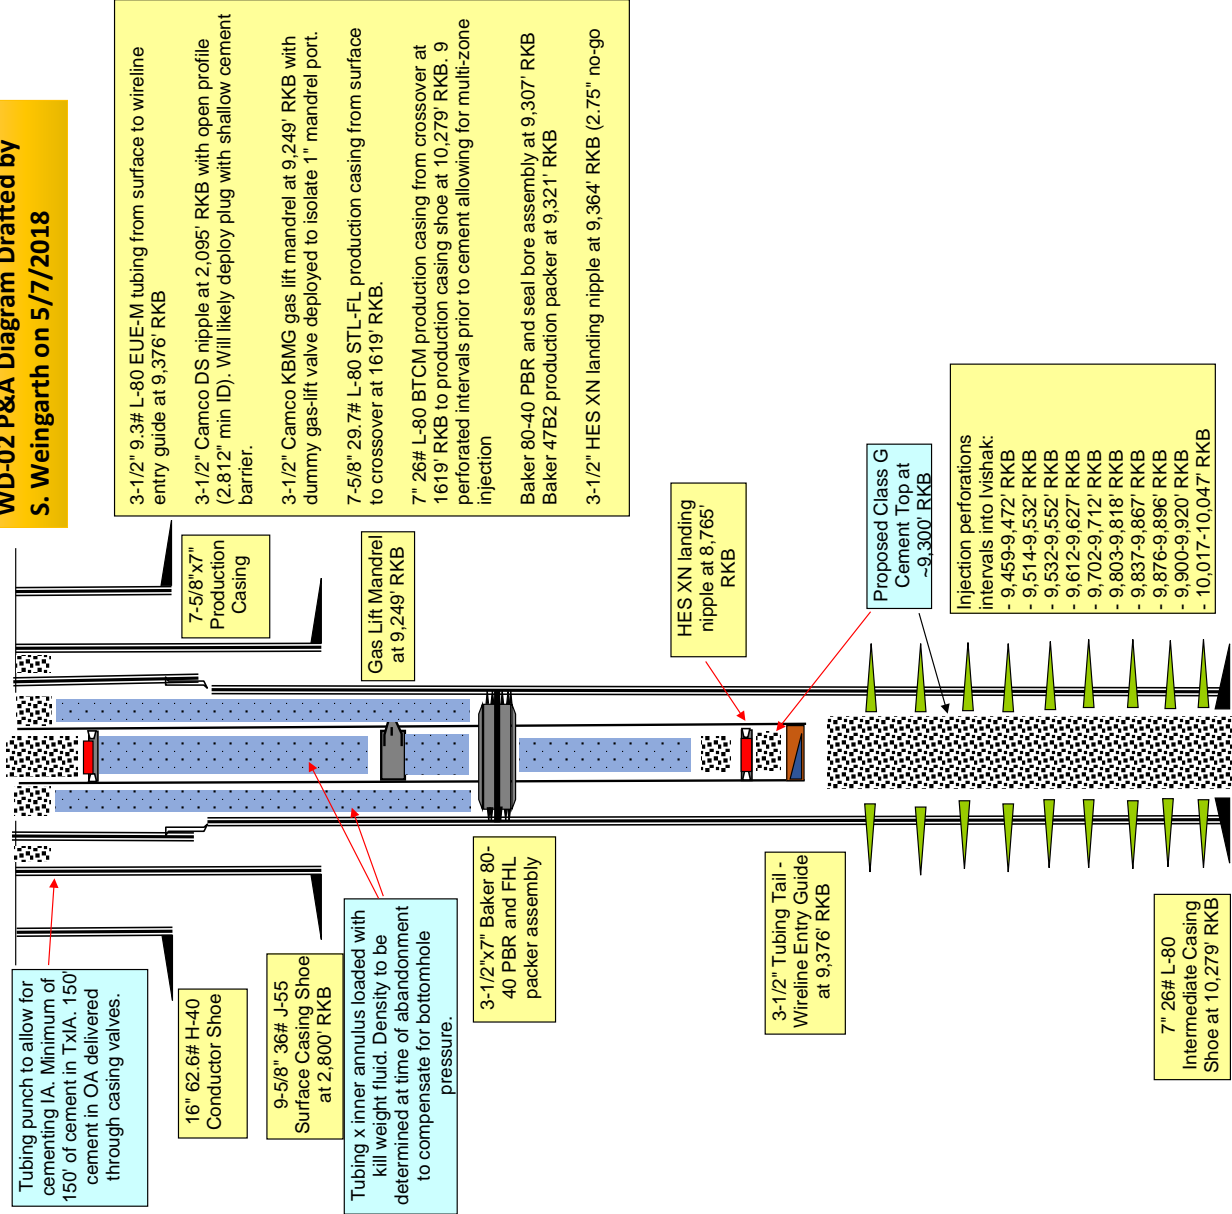 WD-02 P&A Diagram Drafted by
S. Weingarth on 5/7/2018
3-1/2" 9.3# L-80 EUE-M tubing from surface to wireline
entry guide at 9,376' RKB
3-1/2" Camco DS nipple at 2,095' RKB with open profile
(2.812" min ID). Will likely deploy plug with shallow cement
barrier.
3-1/2" Camco KBMG gas lift mandrel at 9,249' RKB with
dummy gas-lift valve deployed to isolate 1" mandrel port.
7-5/8" 29.7# L-80 STL-FL production casing from surface
to crossover at 1619' RKB.
7" 26# L-80 BTCM production casing from crossover at
1619' RKB to production casing shoe at 10,279' RKB. 9
perforated intervals prior to cement allowing for multi-zone
injection
Baker 80-40 PBR and seal bore assembly at 9,307' RKB
Baker 47B2 production packer at 9,321' RKB
3-1/2" HES XN landing nipple at 9,364' RKB (2.75" no-go
7-5/8"x7"
Production
Casing
Gas Lift Mandrel
at 9,249' RKB
HES XN landing
nipple at 8,765'
RKB
Proposed Class G
Cement Top at
~9,300' RKB
Injection perforations
intervals into Ivishak:
- 9,459-9,472' RKB
- 9,514-9,532' RKB
- 9,532-9,552' RKB
- 9,612-9,627' RKB
- 9,702-9,712' RKB
- 9,803-9,818' RKB
- 9,837-9,867' RKB
- 9,876-9,896' RKB
- 9,900-9,920' RKB
- 10,017-10,047' RKB
Tubing punch to allow for
cementing IA. Minimum of
150' of cement in TxIA. 150'
cement in OA delivered
through casing valves.
16" 62.6# H-40
Conductor Shoe
9-5/8" 36# J-55
Surface Casing Shoe
at 2,800' RKB
Tubing x inner annulus loaded with
kill weight fluid. Density to be
determined at time of abandonment
to compensate for bottomhole
pressure.
3-1/2"x7" Baker 80-
40 PBR and FHL
packer assembly
3-1/2" Tubing Tail -
Wireline Entry Guide
at 9,376' RKB
7" 26# L-80
Intermediate Casing
Shoe at 10,279' RKB